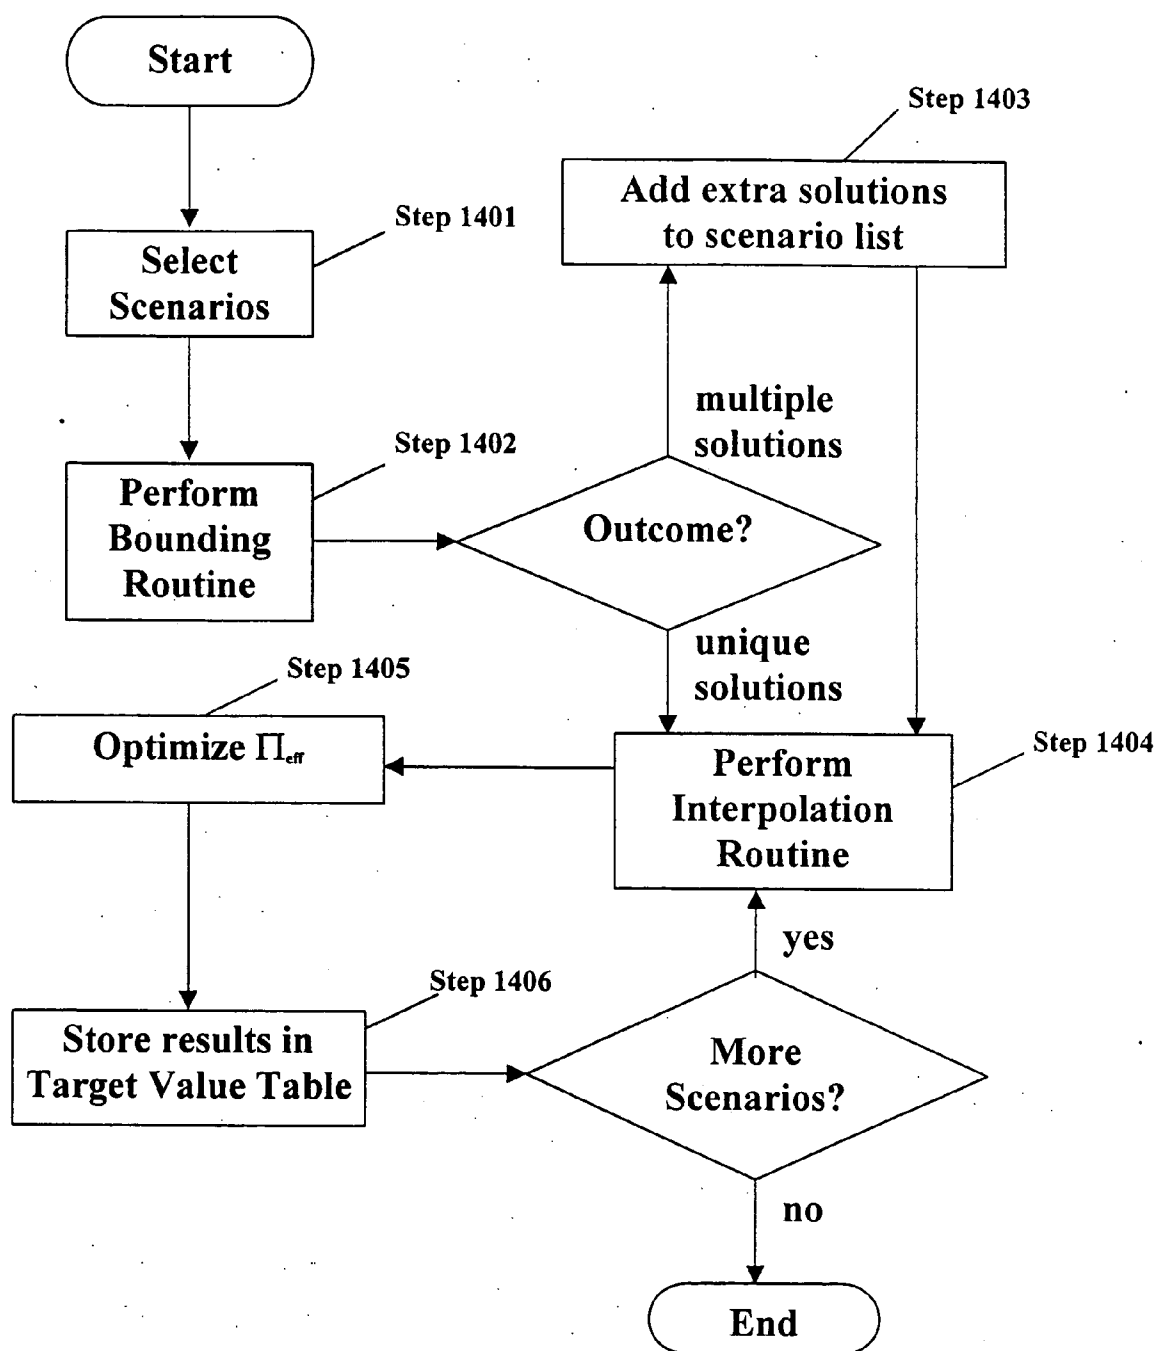 Start
Step 1403
Add extra solutions
to scenario list
Step 1401
Select
Scenarios
multiple
solutions
Step 1402
Perform
Bounding
Routine
Outcome?
unique
solutions
Step 1405
Optimize Πeff
Step 1404
Perform
Interpolation
Routine
yes
Step 1406
Store results in
Target Value Table
More
Scenarios?
no
End